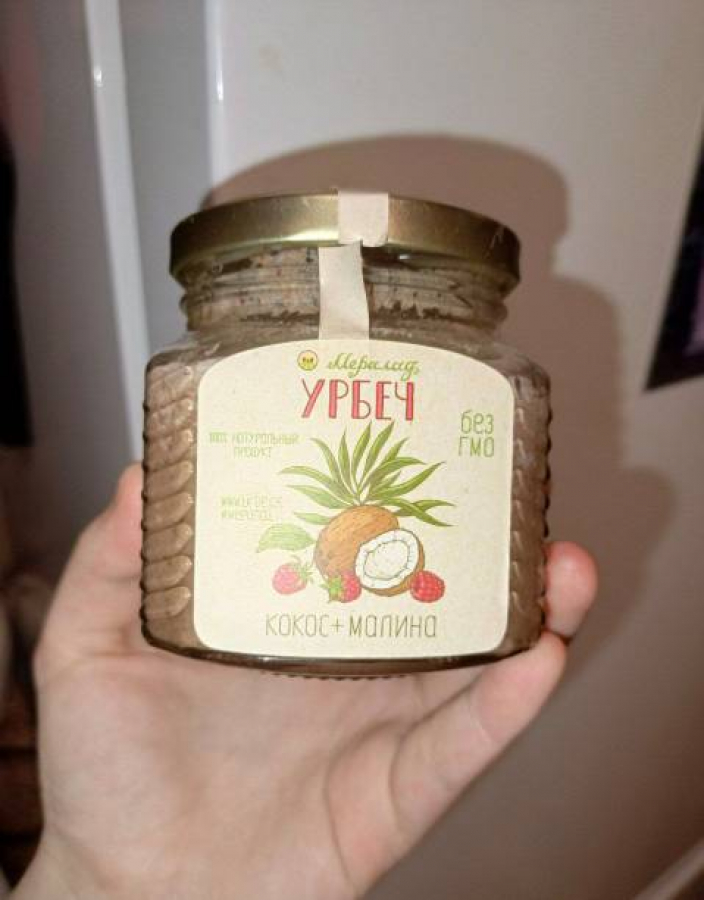 Мералад
УРБЕЧ
100% натуральный
продукт
без
гмо
кокос+малина